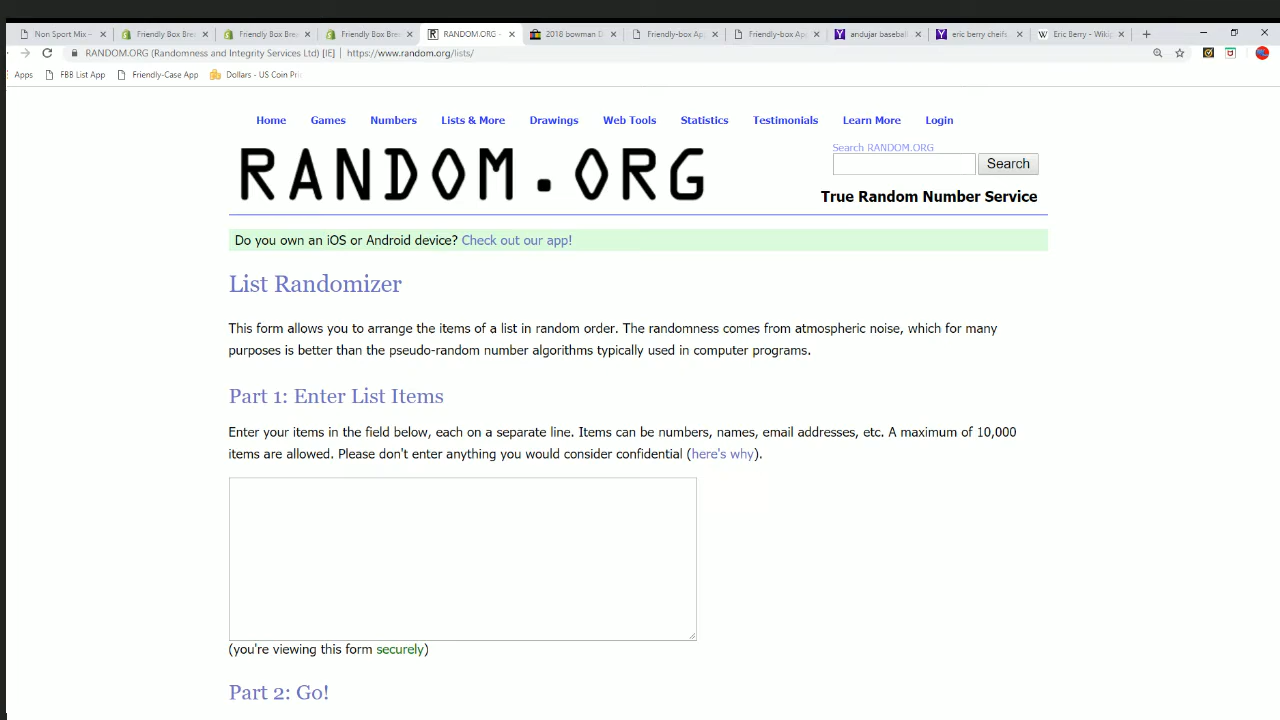 Non Sport Mix –
Friendly Box Bre
Friendly Box Bre
Friendly Box Bre
RANDOM.ORG -
2018 bowman D
Friendly-box Ap
Friendly-box Ap
andujar baseball
eric berry cheifs
Eric Berry - Wiki
RANDOM.ORG (Randomness and Integrity Services Ltd) [IE] | https://www.random.org/lists/
Apps FBB List App Friendly-Case App Dollars - US Coin Pric
Home Games Numbers Lists & More Drawings Web Tools Statistics Testimonials Learn More Login
RANDOM.ORG
Search RANDOM.ORG
Search
True Random Number Service
Do you own an iOS or Android device? Check out our app!
List Randomizer
This form allows you to arrange the items of a list in random order. The randomness comes from atmospheric noise, which for many
purposes is better than the pseudo-random number algorithms typically used in computer programs.
Part 1: Enter List Items
Enter your items in the field below, each on a separate line. Items can be numbers, names, email addresses, etc. A maximum of 10,000
items are allowed. Please don't enter anything you would consider confidential (here's why).
(you're viewing this form securely)
Part 2: Go!